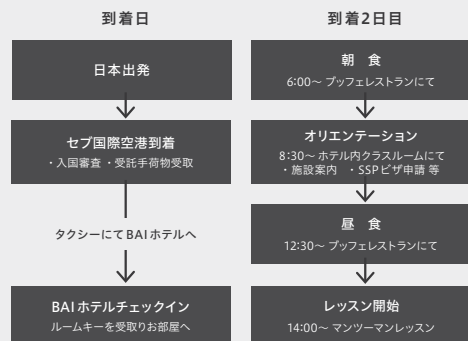 到着日
日本出発
セブ国際空港到着
・入国審査 ・受託手荷物受取
タクシーにてBAIホテルへ
BAIホテルチェックイン
ルームキーを受取りお部屋へ
到着2日目
朝 食
6:00〜 ブッフェレストランにて
オリエンテーション
8:30〜 ホテル内クラスルームにて
・施設案内 ・SSPビザ申請 等
昼 食
12:30〜 ブッフェレストランにて
レッスン開始
14:00〜 マンツーマンレッスン